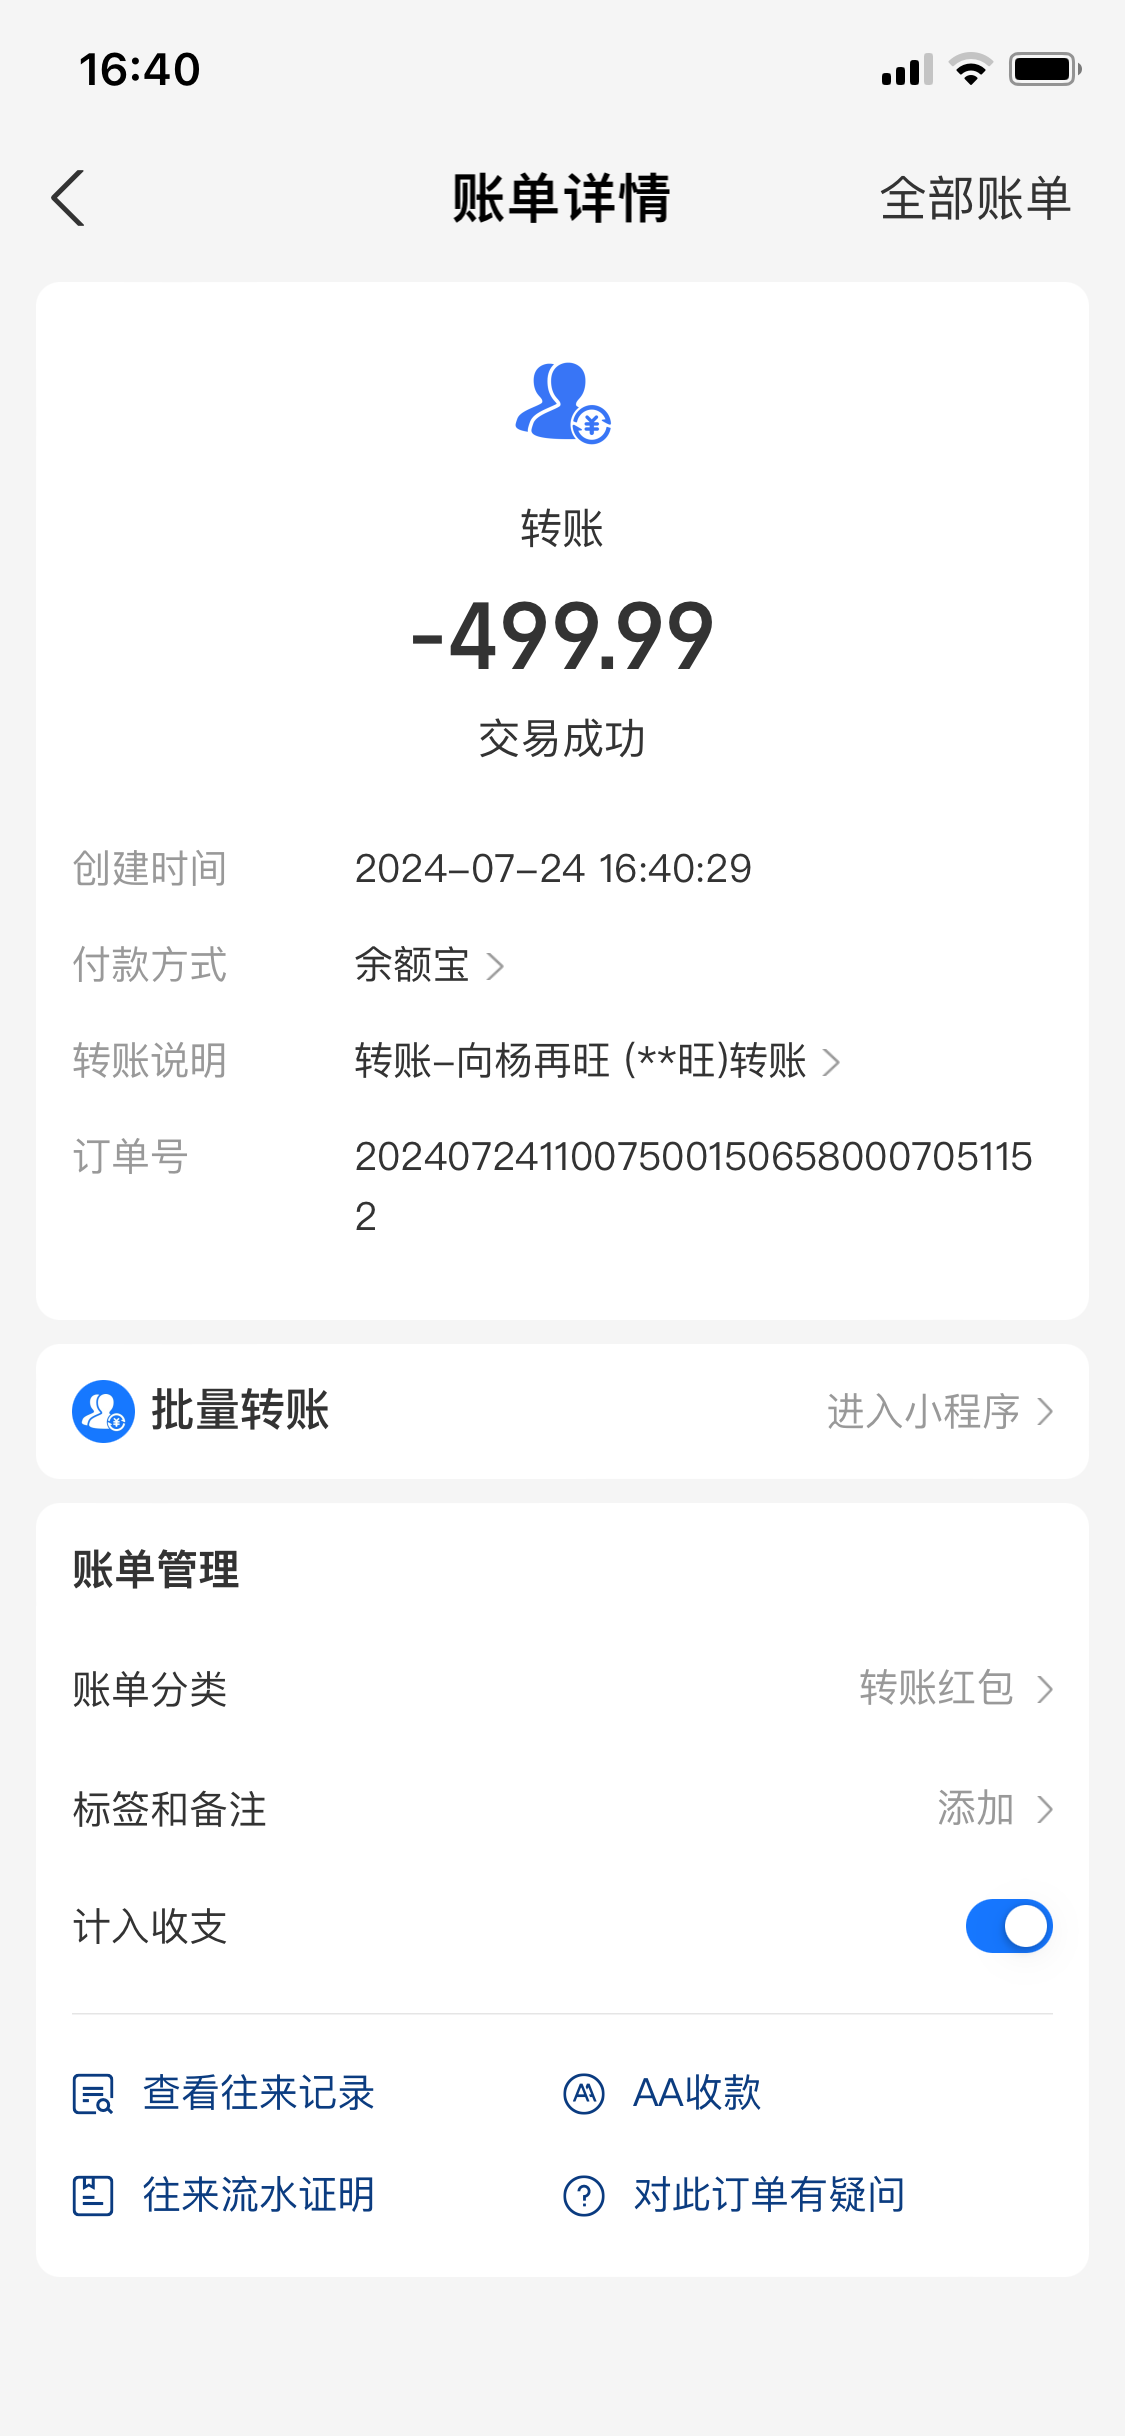 16:40
账单详情
全部账单
转账
-499.99
交易成功
创建时间 2024-07-24 16:40:29
付款方式 余额宝
转账说明 转账-向杨再旺 (**旺)转账
订单号 2024072411007500150658000705115
2
批量转账 进入小程序
账单管理
账单分类 转账红包
标签和备注 添加
计入收支
查看往来记录 AA收款
往来流水证明 对此订单有疑问